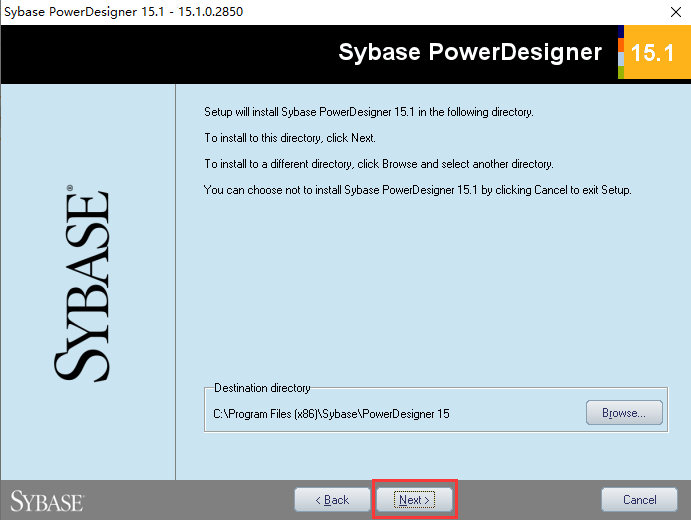 Sybase PowerDesigner 15.1 - 15.1.0.2850
Sybase PowerDesigner 15.1
Setup will install Sybase PowerDesigner 15.1 in the following directory.
To install to this directory, click Next.
To install to a different directory, click Browse and select another directory.
You can choose not to install Sybase PowerDesigner 15.1 by clicking Cancel to exit Setup.
SYBASE®
Destination directory
C:\Program Files (x86)\Sybase\PowerDesigner 15
Browse...
SYBASE®
< Back
Next >
Cancel